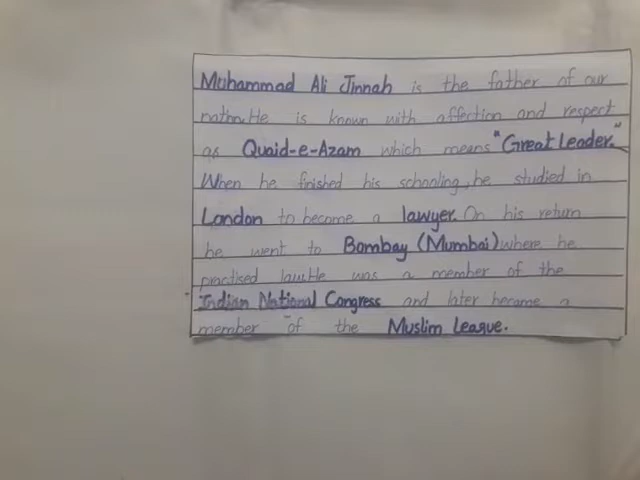 Muhammad Ali Jinnah is the father of our
nation. He is known with affection and respect
as Quaid-e-Azam which means "Great Leader."
When he finished his schooling, he studied in
London to become a lawyer. On his return
he went to Bombay (Mumbai) where he
practised law. He was a member of the
Indian National Congress and later became a
member of the Muslim League.